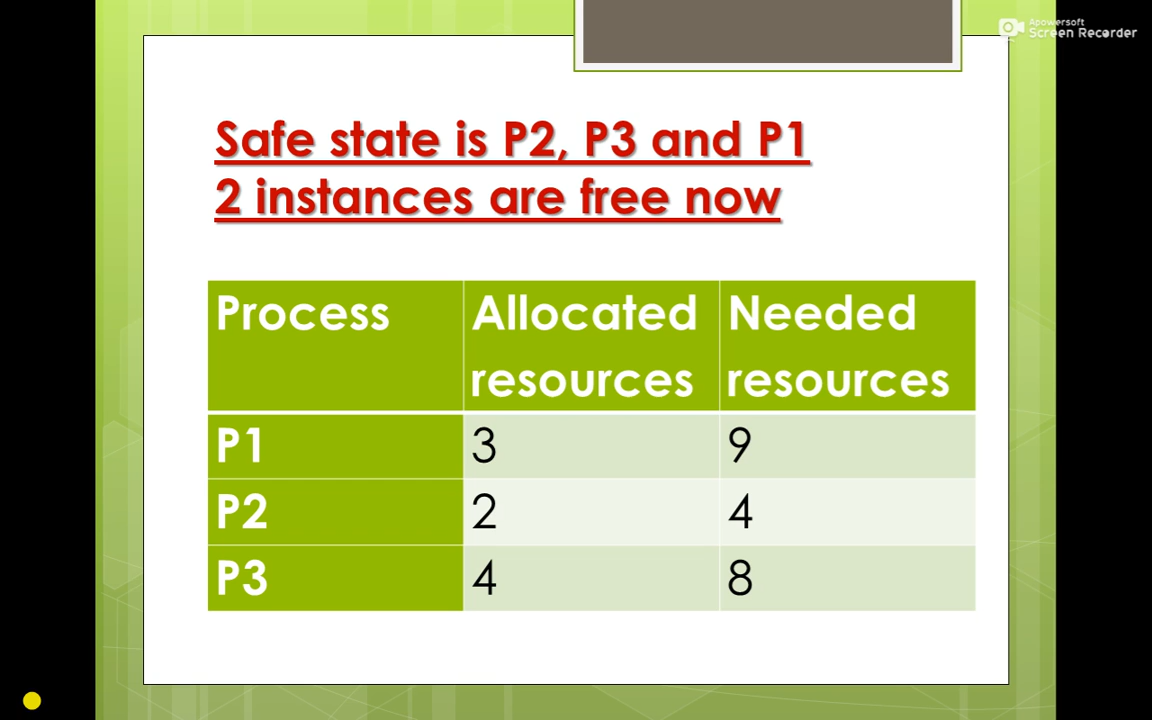 Apowersoft
Screen Recorder
Safe state is P2, P3 and P1
2 instances are free now
Process Allocated resources Needed resources
P1 3 9
P2 2 4
P3 4 8